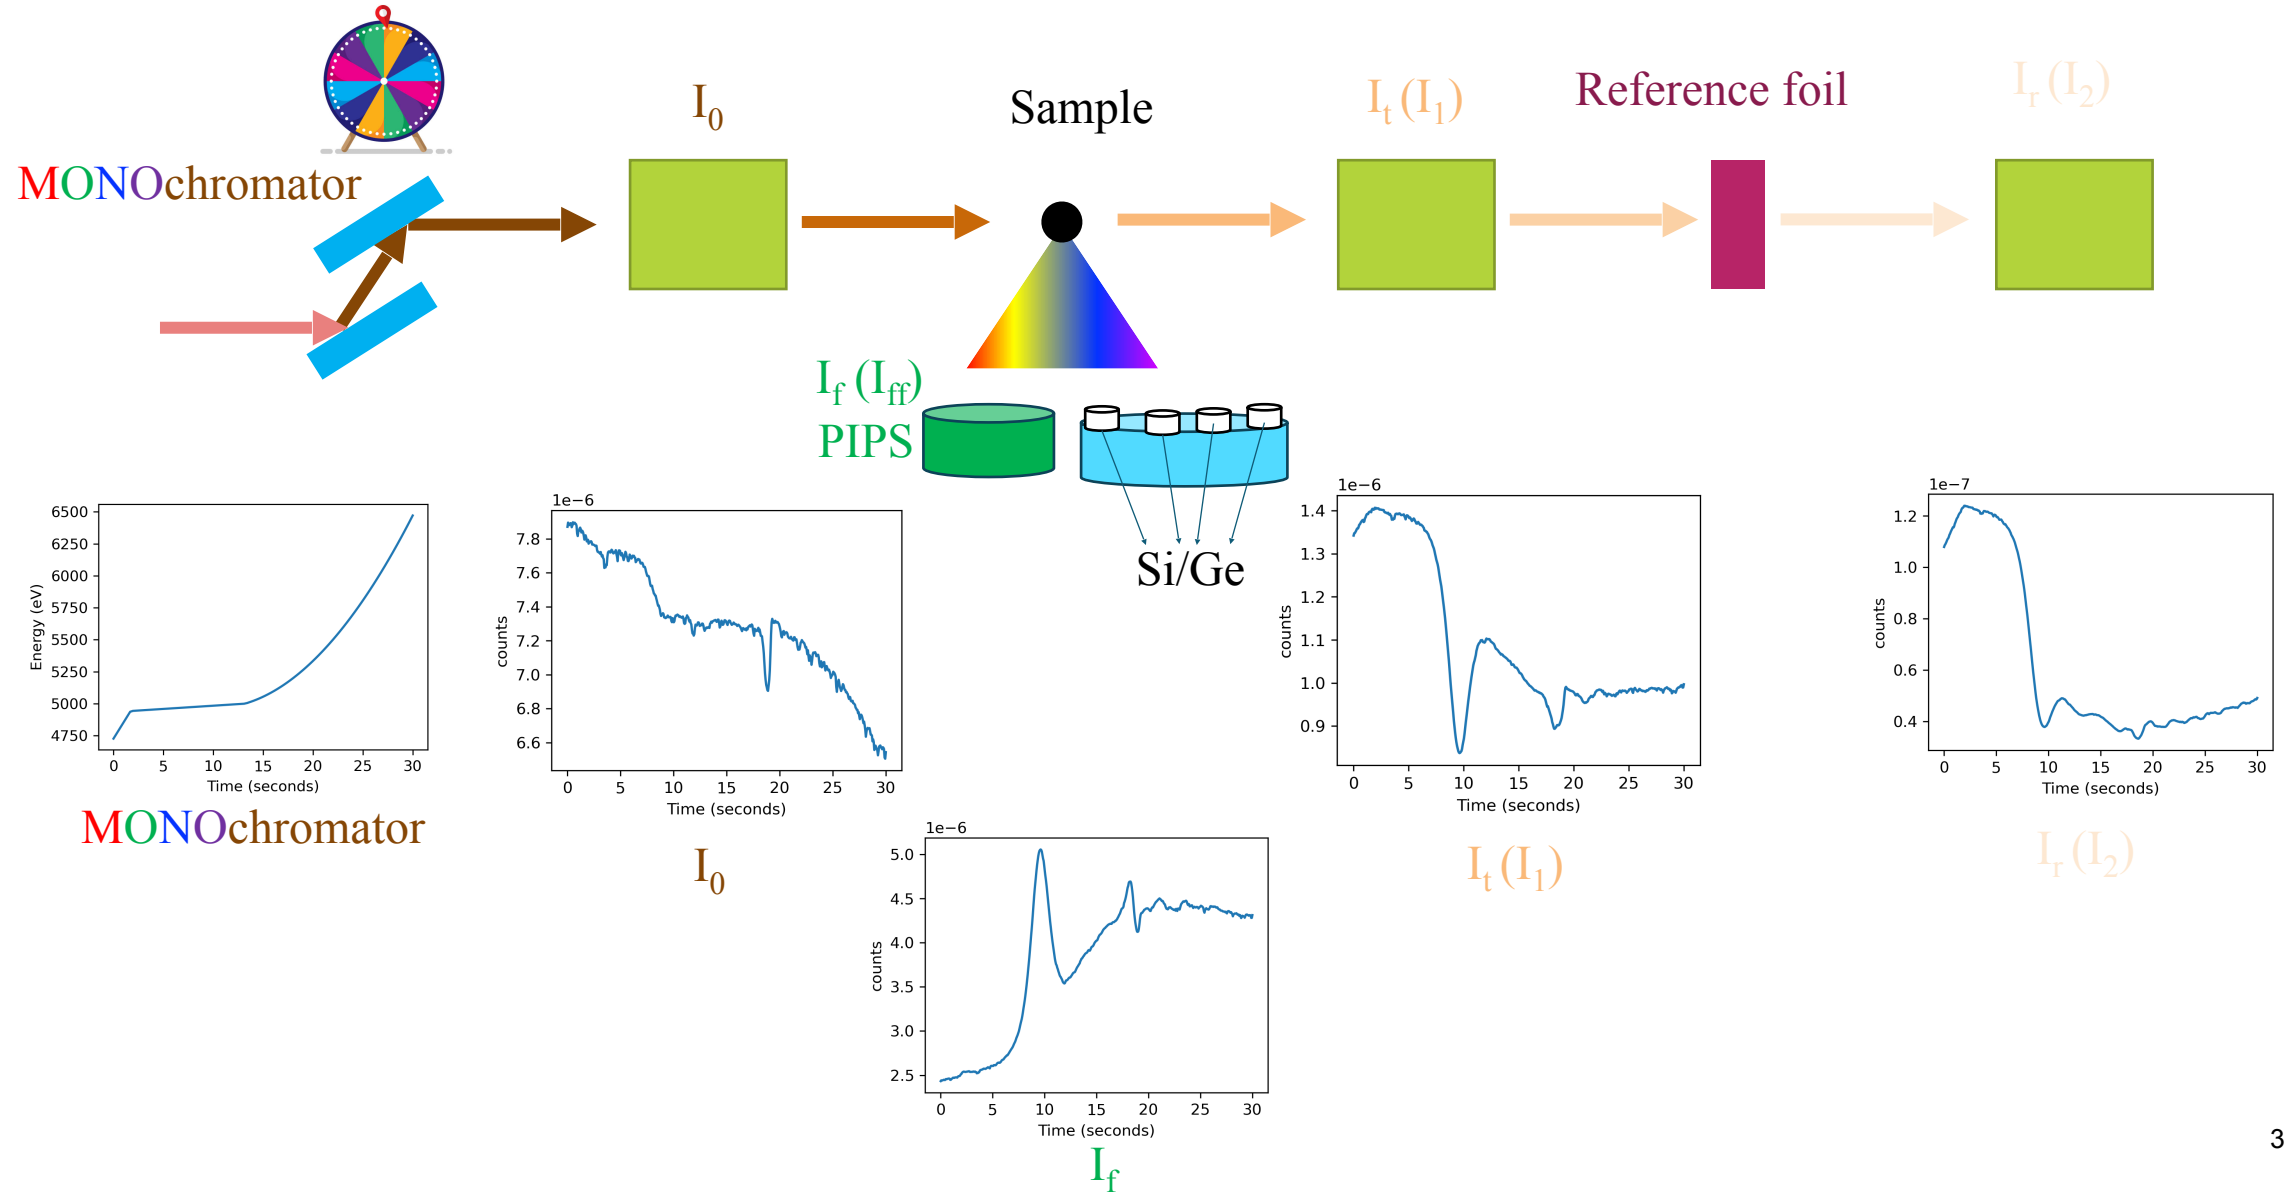 I0
Sample
It (I1)
Reference foil
Ir (I2)
MONOchromator
If (Iff)
PIPS
Si/Ge
6500
6250
6000
5750
5500
5250
5000
4750
Energy (eV)
0 5 10 15 20 25 30
Time (seconds)
MONOchromator
1e−6
7.8
7.6
7.4
7.2
7.0
6.8
6.6
counts
0 5 10 15 20 25 30
Time (seconds)
I0
1e−6
5.0
4.5
4.0
3.5
3.0
2.5
counts
0 5 10 15 20 25 30
Time (seconds)
If
1e−6
1.4
1.3
1.2
1.1
1.0
0.9
counts
0 5 10 15 20 25 30
Time (seconds)
It (I1)
1e−7
1.2
1.0
0.8
0.6
0.4
counts
0 5 10 15 20 25 30
Time (seconds)
Ir (I2)
3